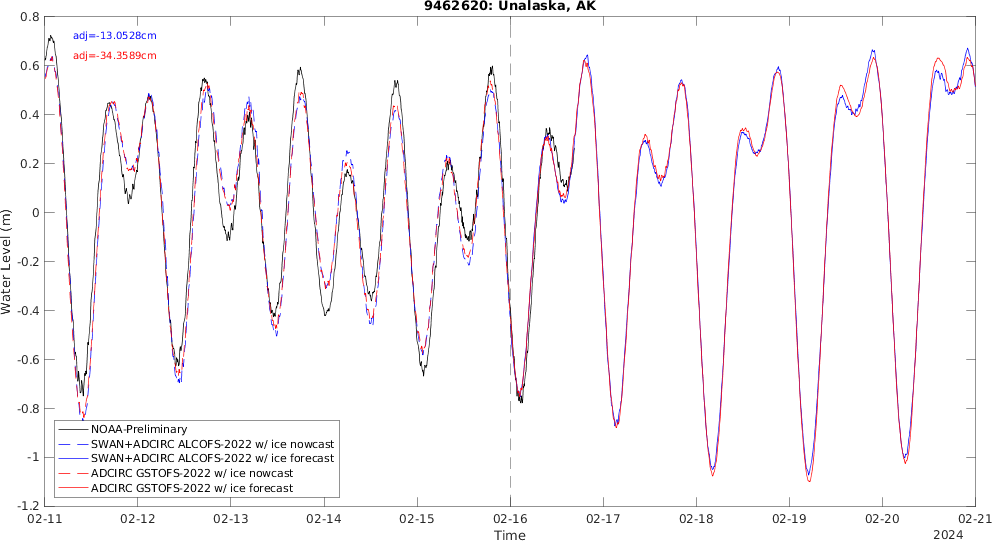 9462620: Unalaska, AK
adj=-13.0528cm
adj=-34.3589cm
0.8
0.6
0.4
0.2
0
-0.2
-0.4
-0.6
-0.8
-1
-1.2
Water Level (m)
NOAA-Preliminary
SWAN+ADCIRC ALCOFS-2022 w/ ice nowcast
SWAN+ADCIRC ALCOFS-2022 w/ ice forecast
ADCIRC GSTOFS-2022 w/ ice nowcast
ADCIRC GSTOFS-2022 w/ ice forecast
02-11 02-12 02-13 02-14 02-15 02-16 02-17 02-18 02-19 02-20 02-21
Time
2024